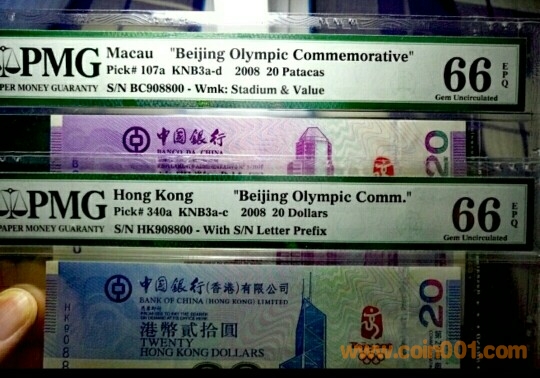 PMG
PAPER MONEY GUARANTY
Macau "Beijing Olympic Commemorative"
Pick# 107a KNB3a-d 2008 20 Patacas
S/N BC908800 - Wmk: Stadium & Value
66 EPQ
Gem Uncirculated
中国銀行
BANCO DA CHINA
20
PMG
PAPER MONEY GUARANTY
Hong Kong "Beijing Olympic Comm."
Pick# 340a KNB3a-c 2008 20 Dollars
S/N HK908800 - With S/N Letter Prefix
66 EPQ
Gem Uncirculated
中国銀行(香港)有限公司
BANK OF CHINA (HONG KONG) LIMITED
港幣貳拾圓
TWENTY
HONG KONG DOLLARS
HK908
20
www.coin001.com